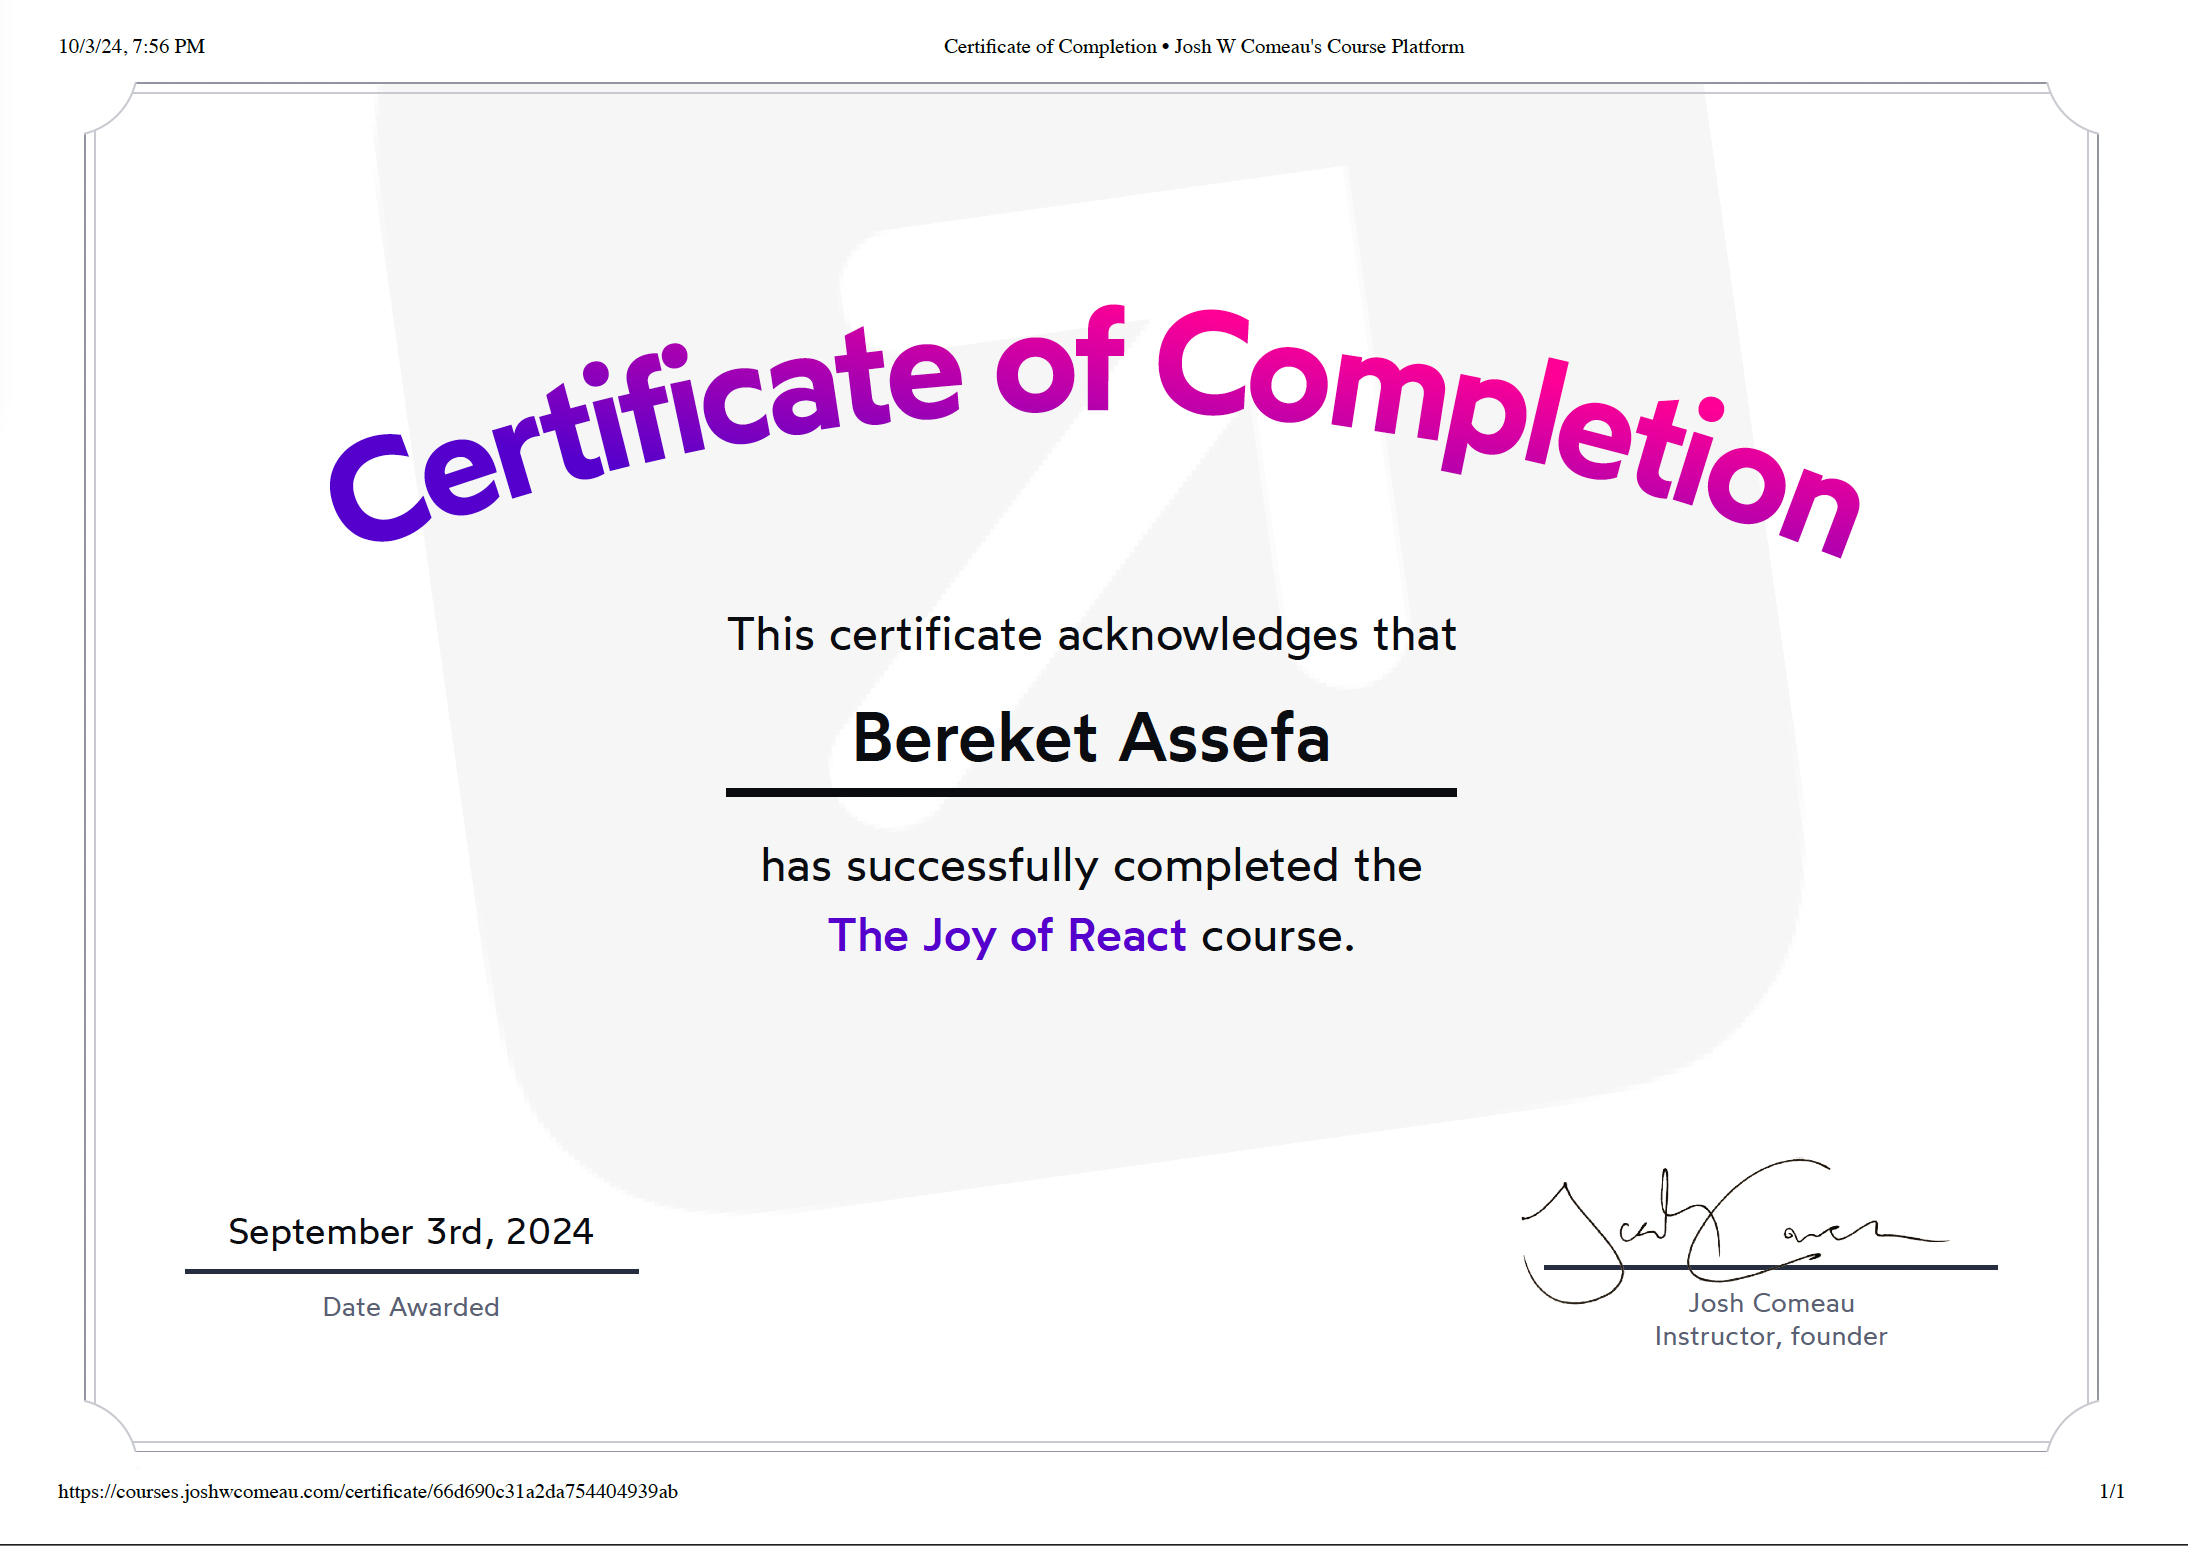 10/3/24, 7:56 PM
Certificate of Completion • Josh W Comeau's Course Platform
Certificate of Completion
This certificate acknowledges that
Bereket Assefa
has successfully completed the
The Joy of React course.
September 3rd, 2024
Date Awarded
Josh Comeau
Josh Comeau
Instructor, founder
https://courses.joshwcomeau.com/certificate/66d690c31a2da754404939ab
1/1